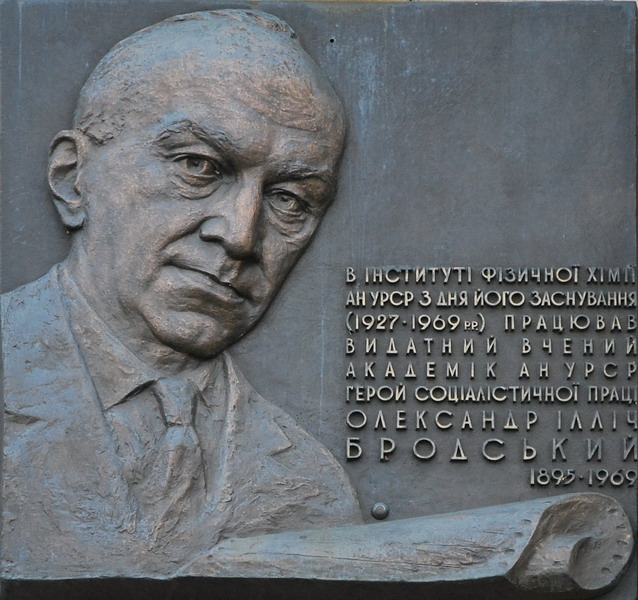 В ІНСТИТУТІ ФІЗИЧНОЇ ХІМІЇ
АН УРСР З ДНЯ ЙОГО ЗАСНУВАННЯ
(1927·1969 Р.Р.) ПРАЦЮВАВ
ВИДАТНИЙ ВЧЕНИЙ
АКАДЕМІК АН УРСР
ГЕРОЙ СОЦІАЛІСТИЧНОЇ ПРАЦІ
ОЛЕКСАНДР ІЛЛІЧ
БРОДСЬКИЙ
1895·1969